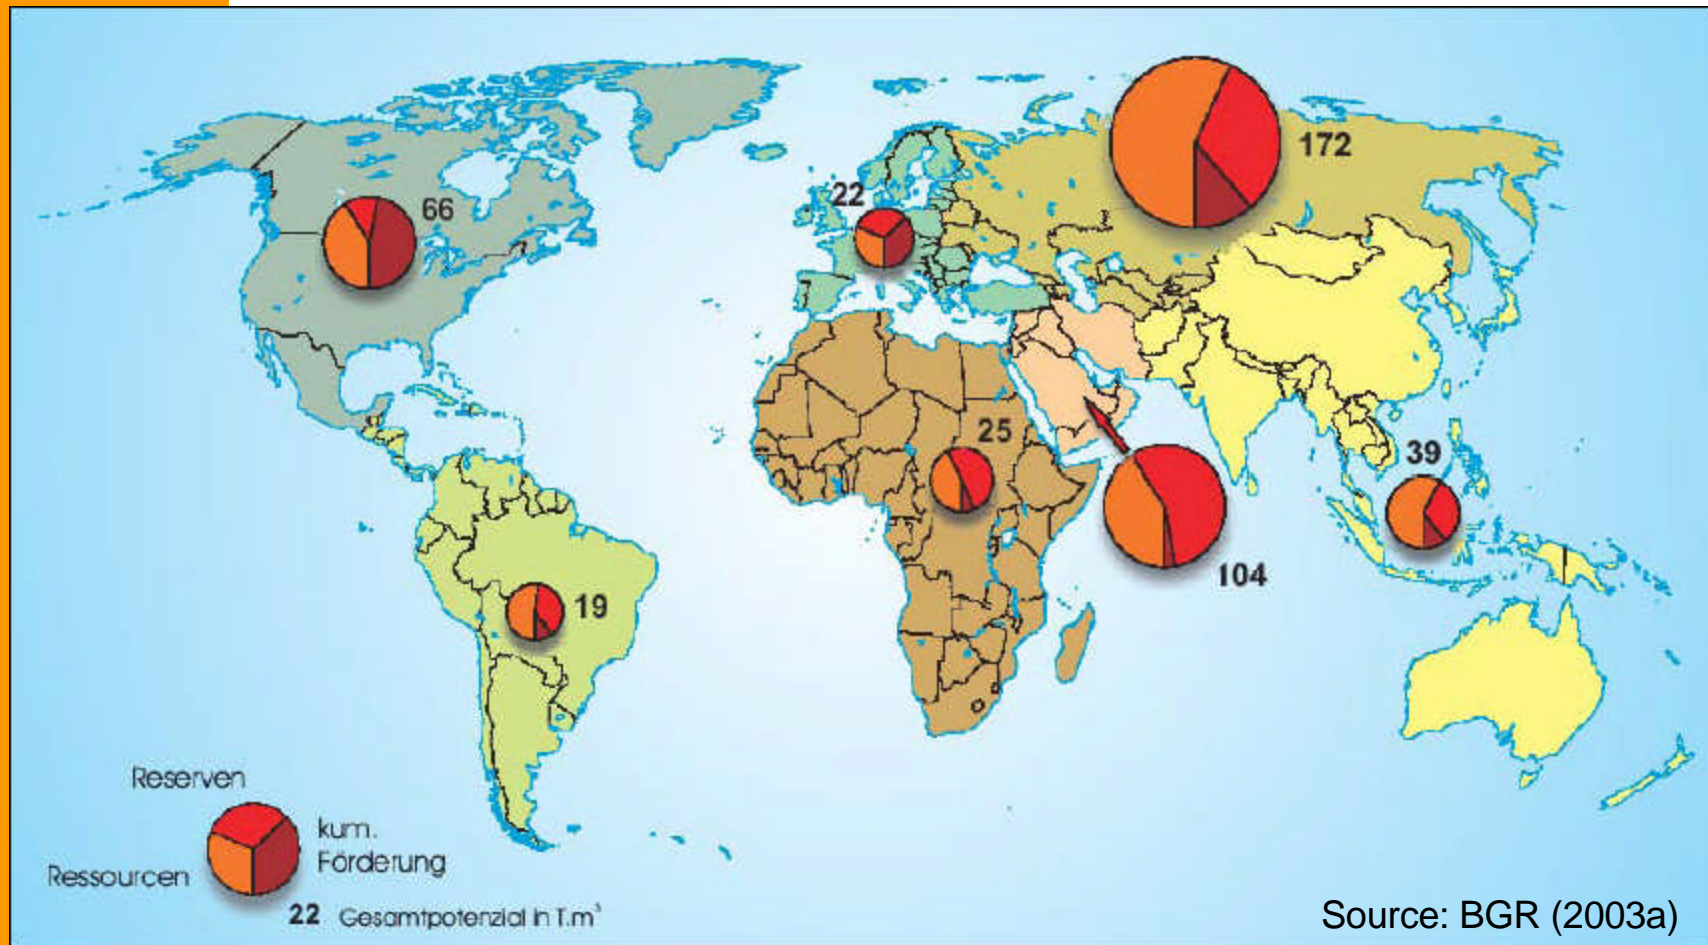 172
22
66
25
39
104
19
Reserven
kum.
Förderung
Ressourcen
22 Gesamtpotenzial in T.m³
Source: BGR (2003a)